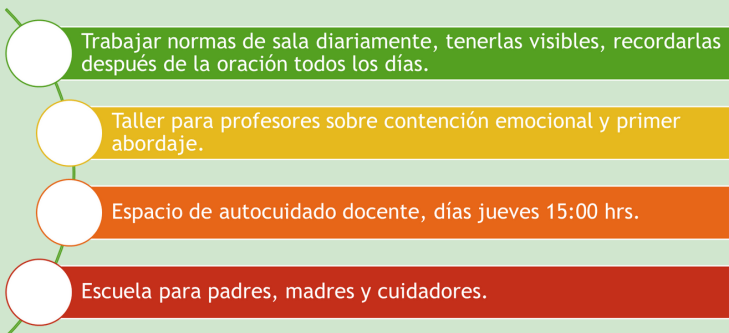 Trabajar normas de sala diariamente, tenerlas visibles, recordarlas
después de la oración todos los días.
Taller para profesores sobre contención emocional y primer
abordaje.
Espacio de autocuidado docente, días jueves 15:00 hrs.
Escuela para padres, madres y cuidadores.